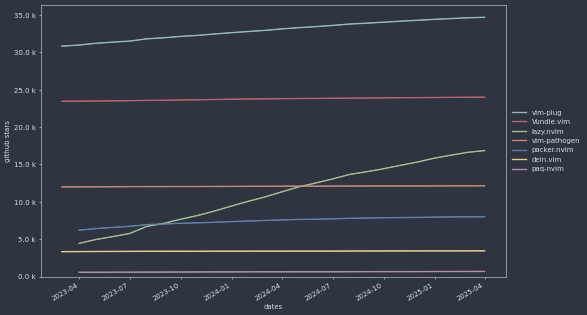 35.0 k
30.0 k
25.0 k
20.0 k
15.0 k
10.0 k
5.0 k
0.0 k
github stars
2023-04
2023-07
2023-10
2024-01
2024-04
2024-07
2024-10
2025-01
2025-04
dates
vim-plug
Vundle.vim
lazy.nvim
vim-pathogen
packer.nvim
dein.vim
paq-nvim